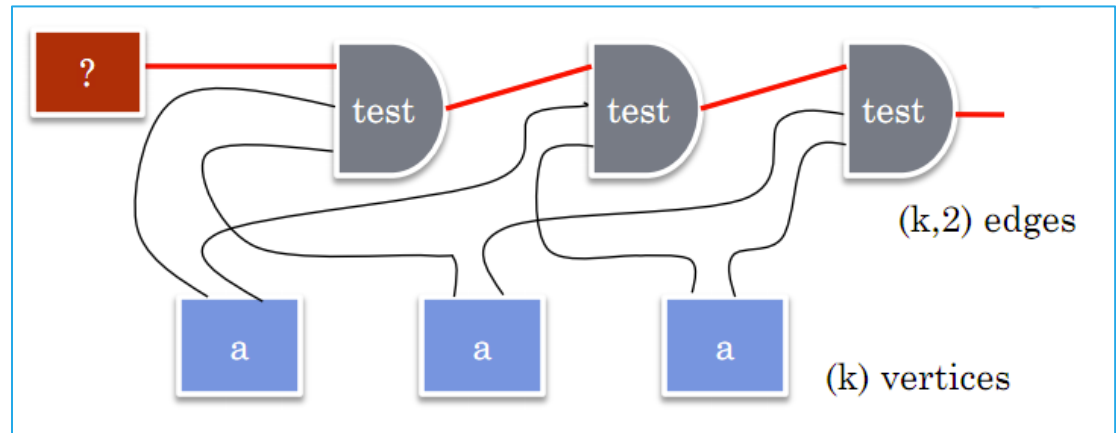 ?
test
test
test
(k,2) edges
a
a
a
(k) vertices